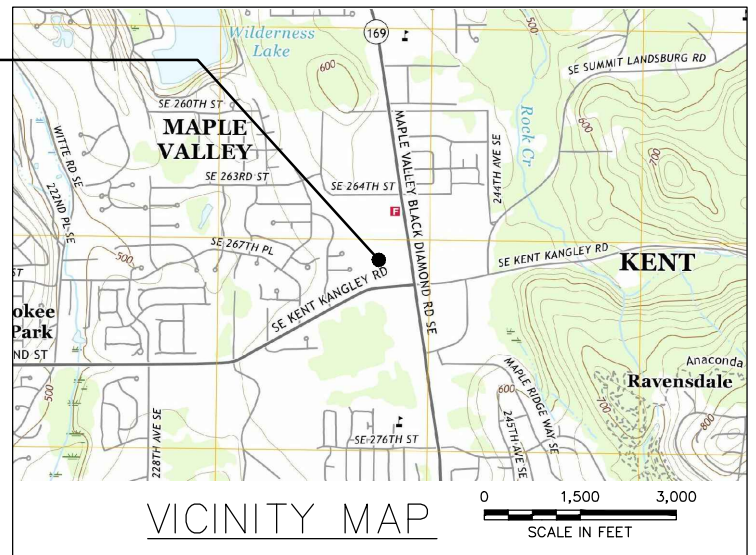 Wilderness
Lake
169
500
600
SE SUMMIT LANDSBURG RD
SE 260TH ST
MAPLE
VALLEY
WITTE RD SE
222ND PL SE
MAPLE VALLEY BLACK DIAMOND RD SE
Rock Cr
600
700
244TH AVE SE
SE 263RD ST
SE 264TH ST
F
SE 267TH PL
500
SE KENT KANGLEY RD
SE KENT KANGLEY RD
KENT
ST
okee
Park
ND ST
500
228TH AVE SE
SE 276TH ST
MAPLE RIDGE WAY SE
600
245TH AVE SE
Anaconda
Ravensdale
700
800
VICINITY MAP
0 1,500 3,000
SCALE IN FEET